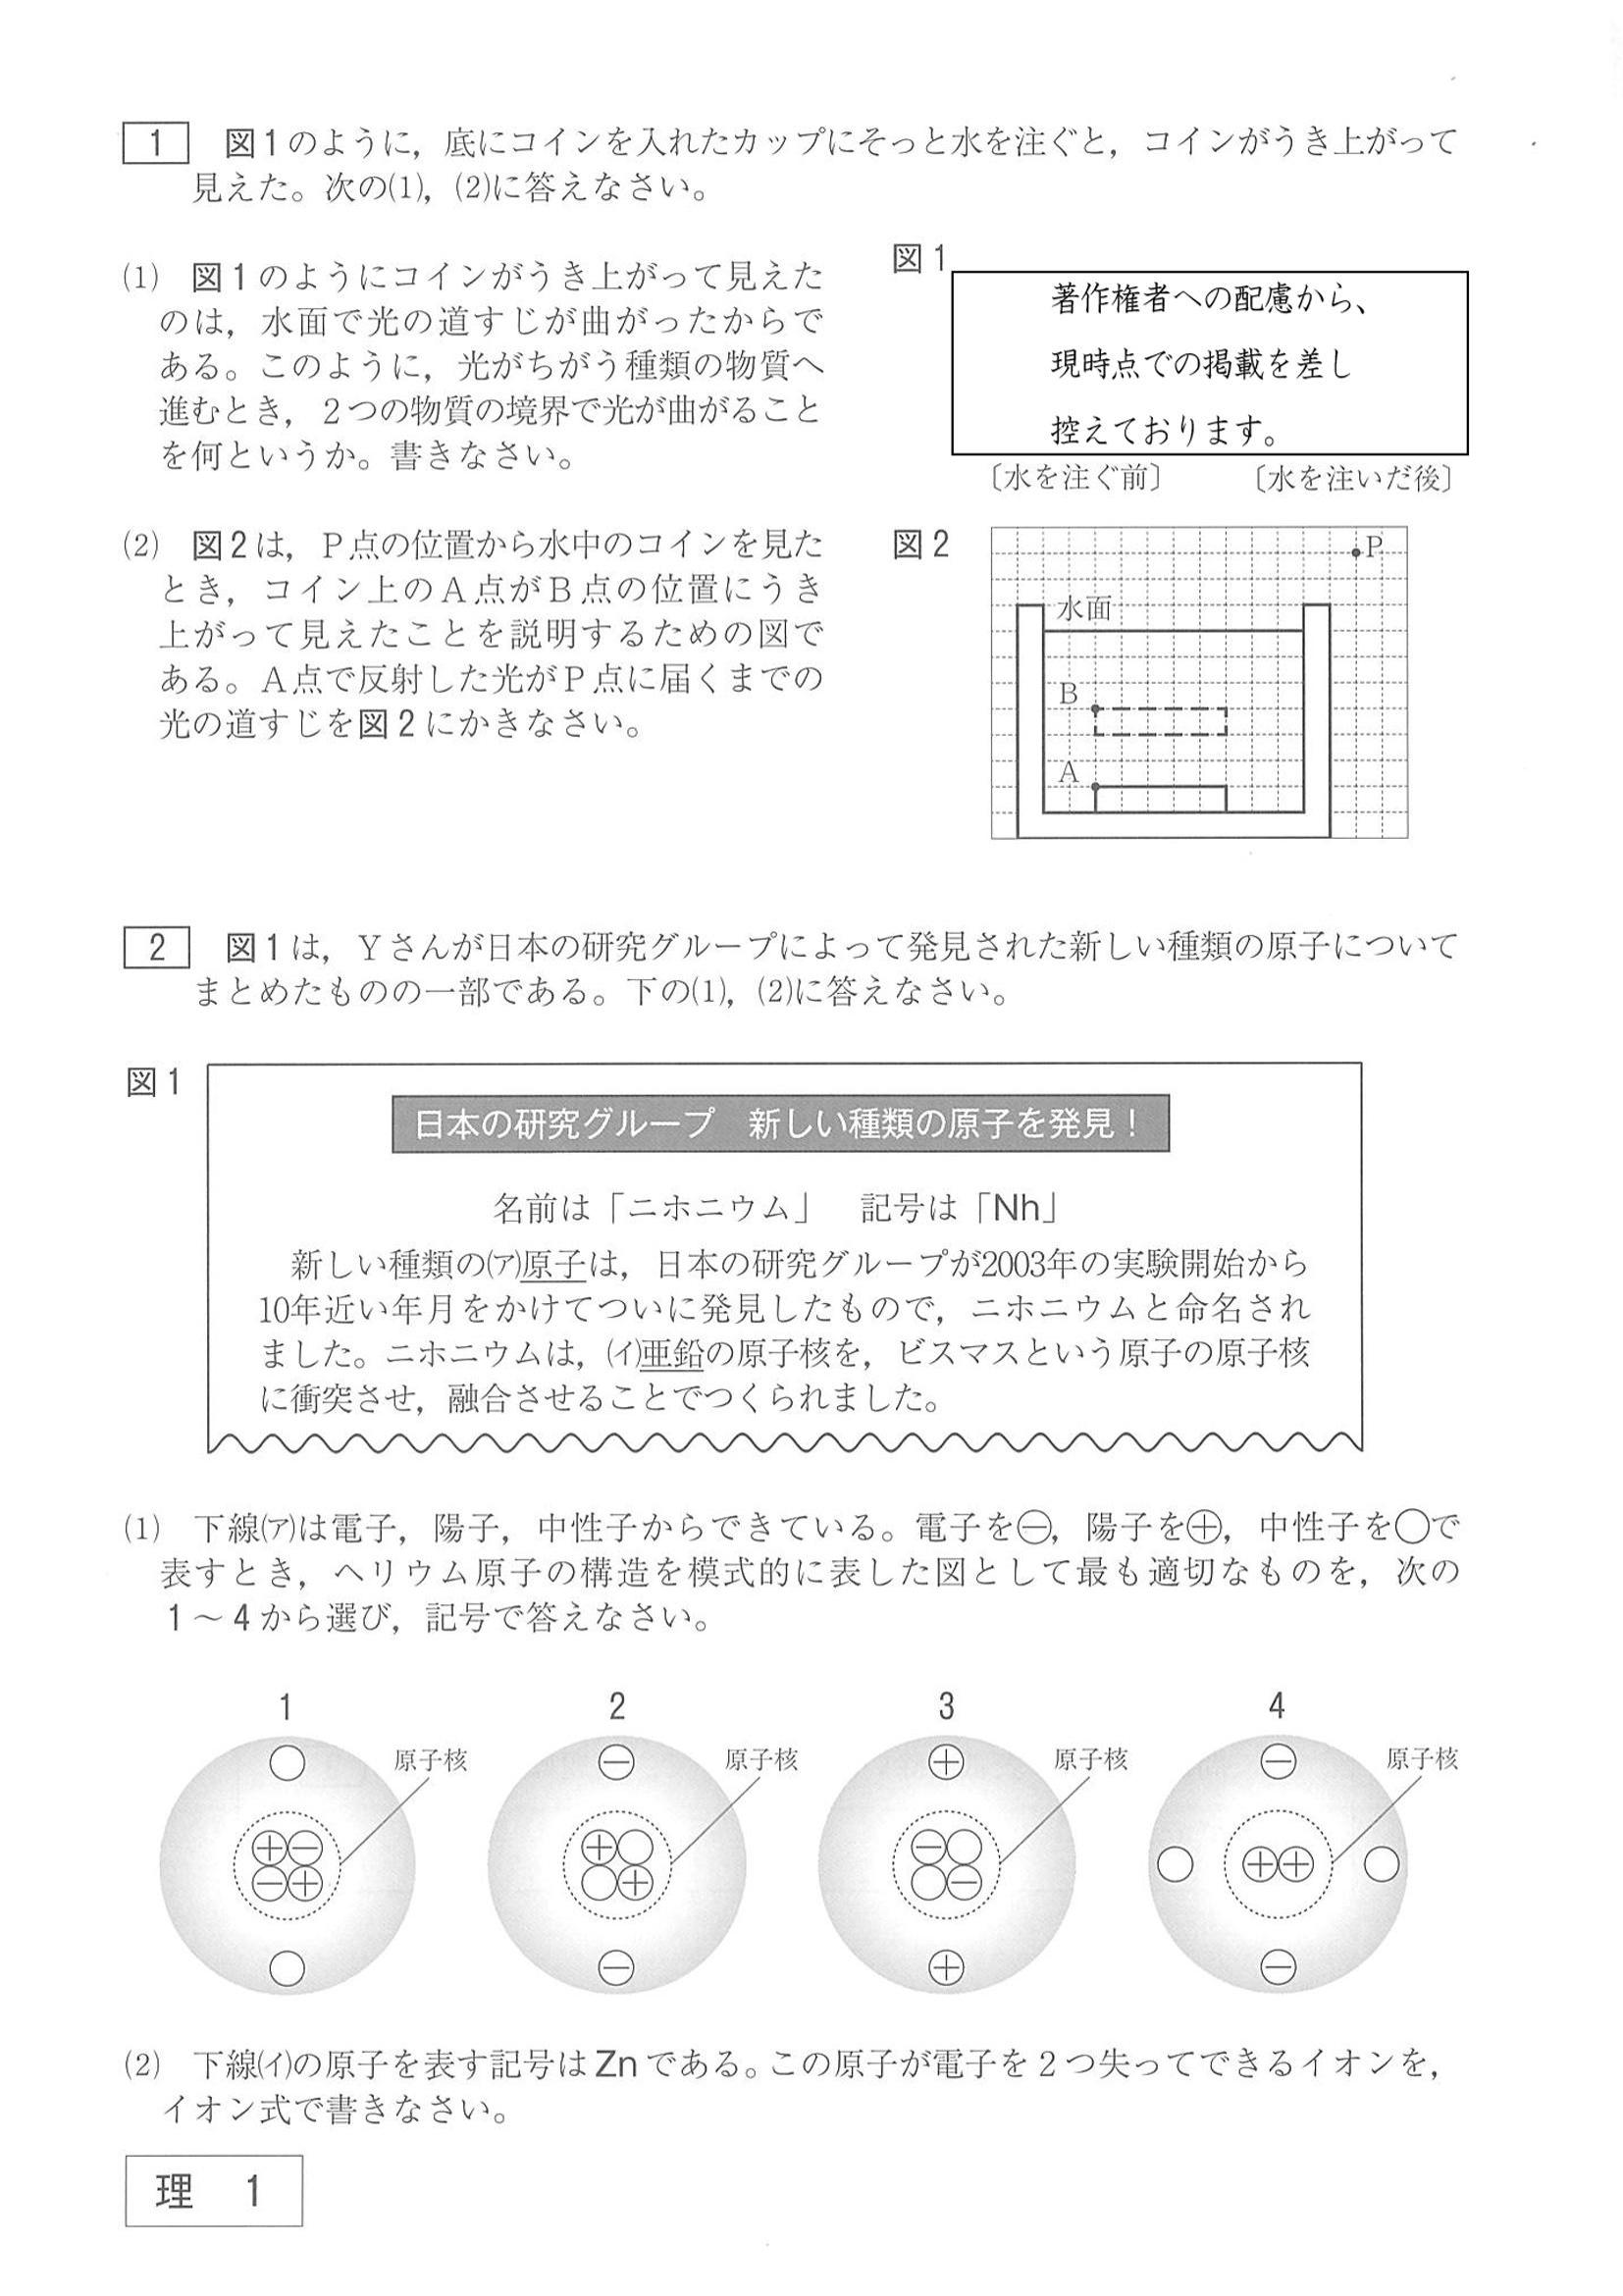 1 図1のように，底にコインを入れたカップにそっと水を注ぐと，コインがうき上がって
見えた。次の(1)，(2)に答えなさい。
(1) 図1のようにコインがうき上がって見えた
のは，水面で光の道すじが曲がったからで
ある。このように，光がちがう種類の物質へ
進むとき，2つの物質の境界で光が曲がること
を何というか。書きなさい。
図1
著作権者への配慮から、
現時点での掲載を差し
控えております。
〔水を注ぐ前〕 〔水を注いだ後〕
(2) 図2は，P点の位置から水中のコインを見た
とき，コイン上のA点がB点の位置にうき
上がって見えたことを説明するための図で
ある。A点で反射した光がP点に届くまでの
光の道すじを図2にかきなさい。
図2
P
水面
B
A
2 図1は，Yさんが日本の研究グループによって発見された新しい種類の原子について
まとめたものの一部である。下の(1)，(2)に答えなさい。
図1
日本の研究グループ 新しい種類の原子を発見！
名前は「ニホニウム」 記号は「Nh」
新しい種類の(ア)原子は，日本の研究グループが2003年の実験開始から
10年近い年月をかけてついに発見したもので，ニホニウムと命名され
ました。ニホニウムは，(イ)亜鉛の原子核を，ビスマスという原子の原子核
に衝突させ，融合させることでつくられました。
(1) 下線(ア)は電子，陽子，中性子からできている。電子を⊖，陽子を⊕，中性子を○で
表すとき，ヘリウム原子の構造を模式的に表した図として最も適切なものを，次の
1～4から選び，記号で答えなさい。
1 2 3 4
原子核 原子核 原子核 原子核
(2) 下線(イ)の原子を表す記号はZnである。この原子が電子を2つ失ってできるイオンを，
イオン式で書きなさい。
理 1